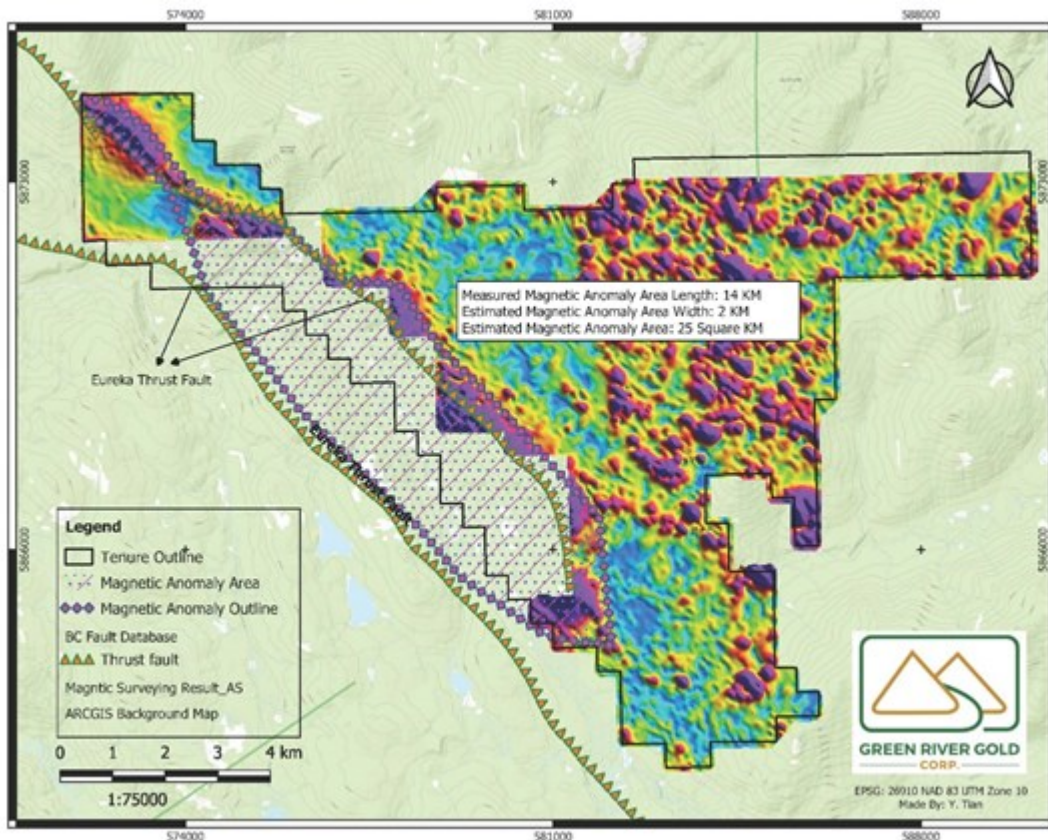 574000
581000
588000
5873000
5873000
Measured Magnetic Anomaly Area Length: 14 KM
Estimated Magnetic Anomaly Area Width: 2 KM
Estimated Magnetic Anomaly Area: 25 Square KM
Eureka Thrust Fault
Eureka Thrust Fault
Legend
Tenure Outline
Magnetic Anomaly Area
Magnetic Anomaly Outline
BC Fault Database
Thrust fault
Magntic Surveying Result_AS
ARCGIS Background Map
5866000
5866000
0 1 2 3 4 km
1:75000
GREEN RIVER GOLD
CORP.
EPSG: 26910 NAD 83 UTM Zone 10
Made By: Y. Tian
574000
581000
588000